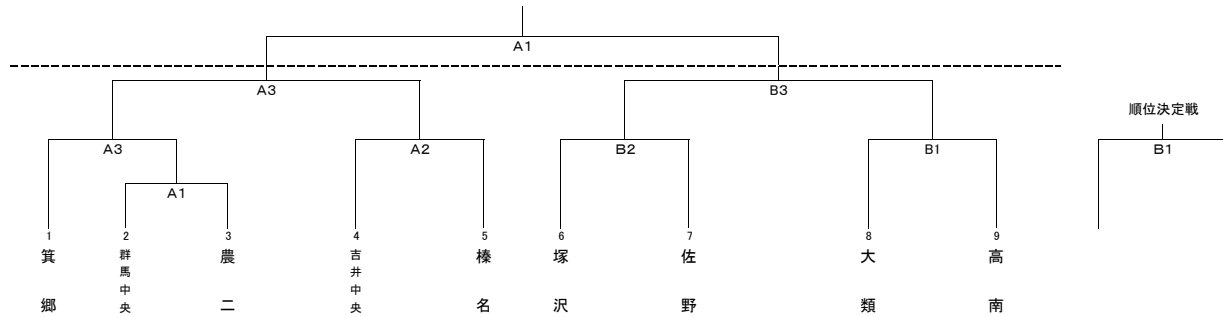 A1
A3
B3
順位決定戦
A3
A2
B2
B1
B1
A1
1
2
3
4
5
6
7
8
9
箕郷
群馬中央
農二
吉井中央
榛名
塚沢
佐野
大類
高南